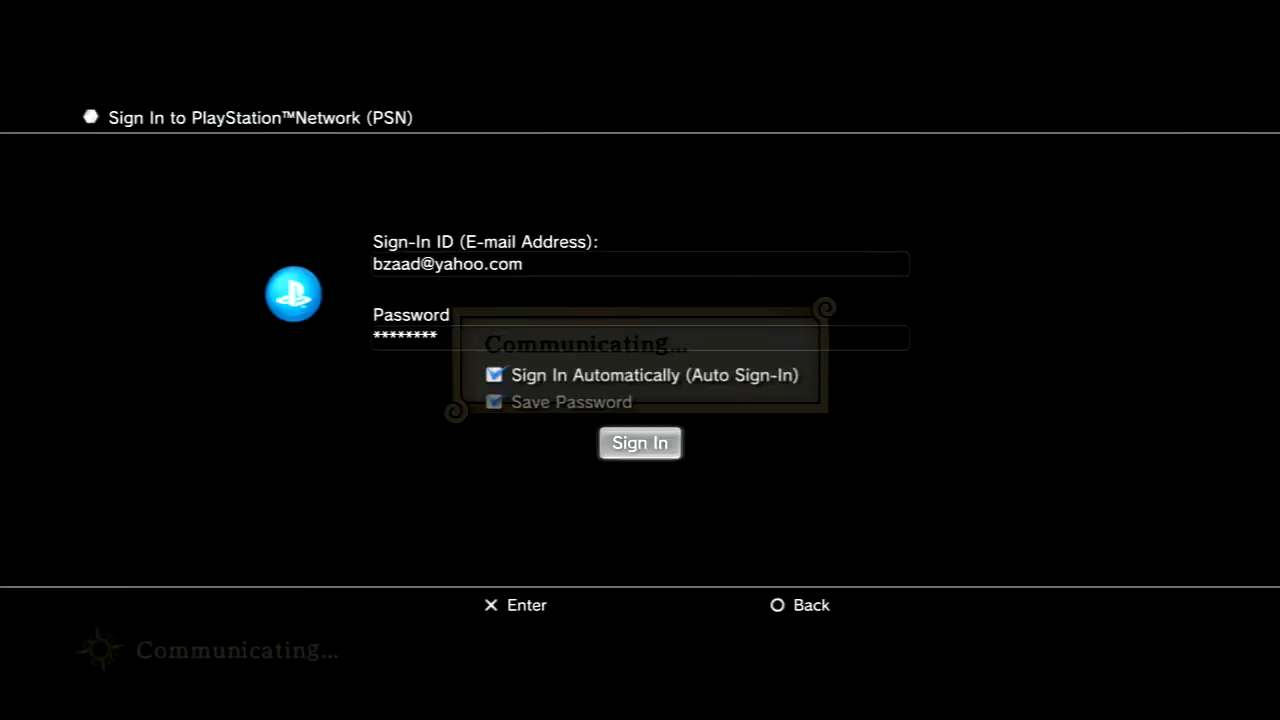 Sign In to PlayStation™Network (PSN)
Sign-In ID (E-mail Address):
bzaad@yahoo.com
Password
********
Communicating...
Sign In Automatically (Auto Sign-In)
Save Password
Sign In
Enter
Back
Communicating...